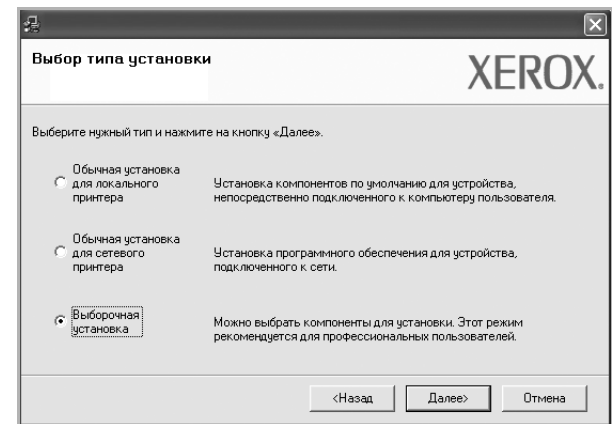 Выбор типа установки
XEROX.
Выберите нужный тип и нажмите на кнопку «Далее».
Обычная установка
для локального
принтера
Установка компонентов по умолчанию для устройства,
непосредственно подключенного к компьютеру пользователя.
Обычная установка
для сетевого
принтера
Установка программного обеспечения для устройства,
подключенного к сети.
Выборочная
установка
Можно выбрать компоненты для установки. Этот режим
рекомендуется для профессиональных пользователей.
<Назад
Далее>
Отмена